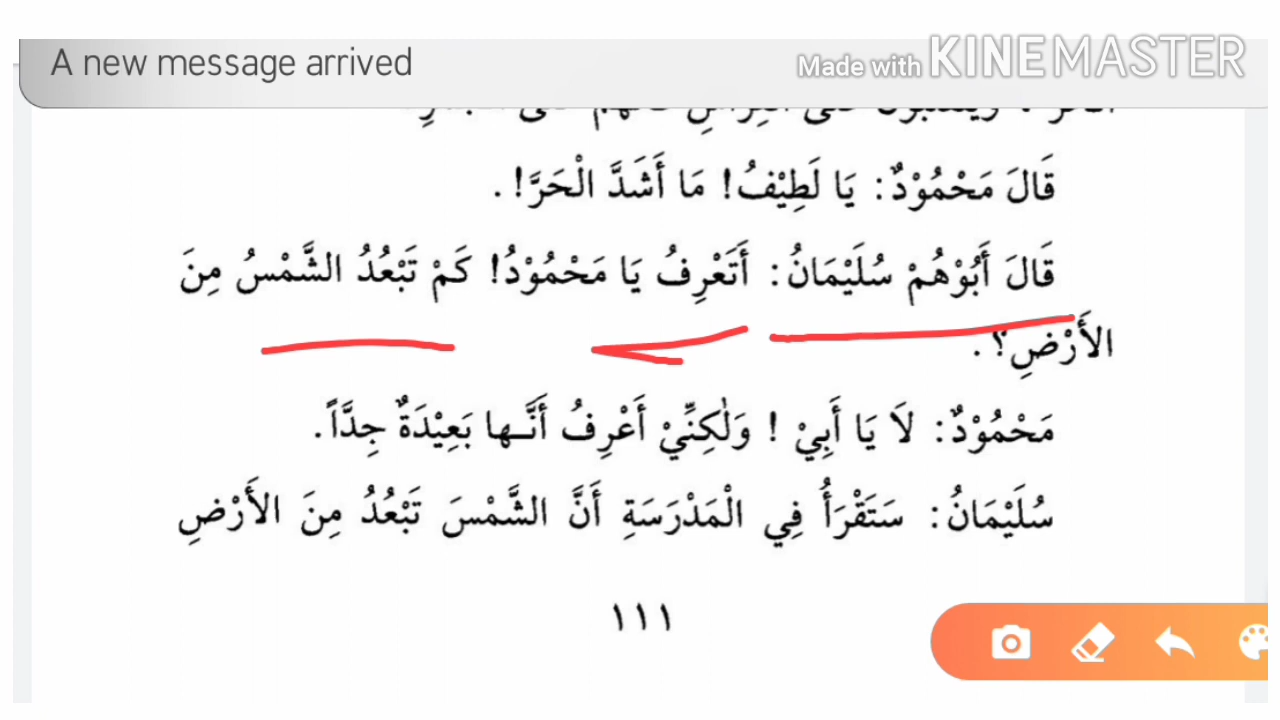 A new message arrived
Made with KINEMASTER
قَالَ مَحْمُوْدٌ: يَا لَطِيْفُ! مَا أَشَدَّ الْحَرَّ! .
قَالَ أَبُوْهُمْ سُلَيْمَانُ: أَتَعْرِفُ يَا مَحْمُوْدُ! كَمْ تَبْعُدُ الشَّمْسُ مِنَ
الأَرْضِ؟ .
مَحْمُوْدٌ: لَا يَا أَبِيْ ! وَلٰكِنِّيْ أَعْرِفُ أَنَّـها بَعِيْدَةٌ جِدَّاً.
سُلَيْمَانُ: سَتَقْرَأُ فِي الْمَدْرَسَةِ أَنَّ الشَّمْسَ تَبْعُدُ مِنَ الأَرْضِ
١١١